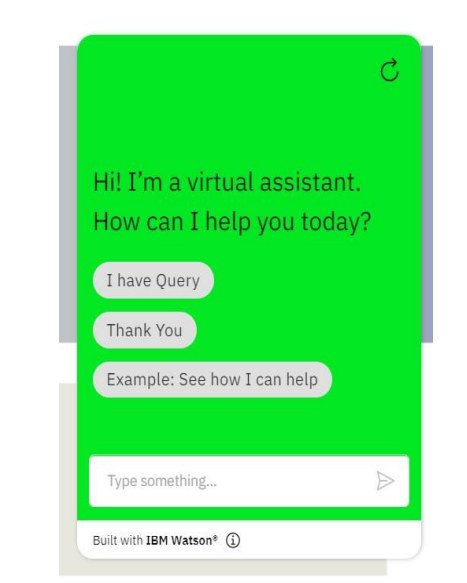 Hi! I’m a virtual assistant.
How can I help you today?
I have Query
Thank You
Example: See how I can help
Type something...
Built with IBM Watson®